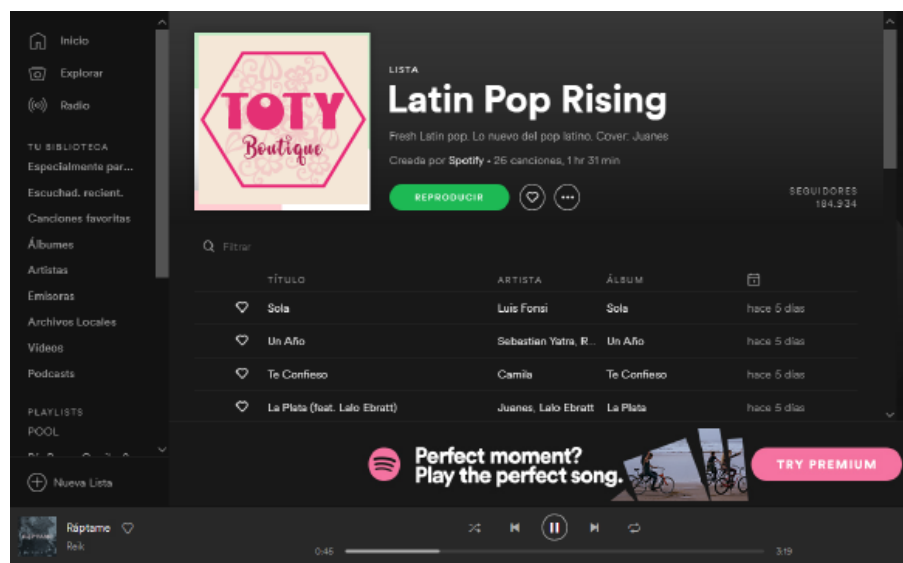 Inicio
Explorar
Radio
TU BIBLIOTECA
Especialmente par...
Escuchad. recient.
Canciones favoritas
Álbumes
Artistas
Emisoras
Archivos Locales
Vídeos
Podcasts
PLAYLISTS
POOL
Nueva Lista
TOTY
Boutique
LISTA
Latin Pop Rising
Fresh Latin pop. Lo nuevo del pop latino. Cover: Juanes
Creada por Spotify • 26 canciones, 1 hr 31 min
REPRODUCIR
SEGUIDORES
184.934
Filtrar
TÍTULO ARTISTA ÁLBUM
Sola Luis Fonsi Sola hace 5 días
Un Año Sebastian Yatra, R... Un Año hace 5 días
Te Confieso Camila Te Confieso hace 5 días
La Plata (feat. Lalo Ebratt) Juanes, Lalo Ebratt La Plata hace 5 días
Perfect moment?
Play the perfect song.
TRY PREMIUM
Ráptame
Reik
0:45 3:19